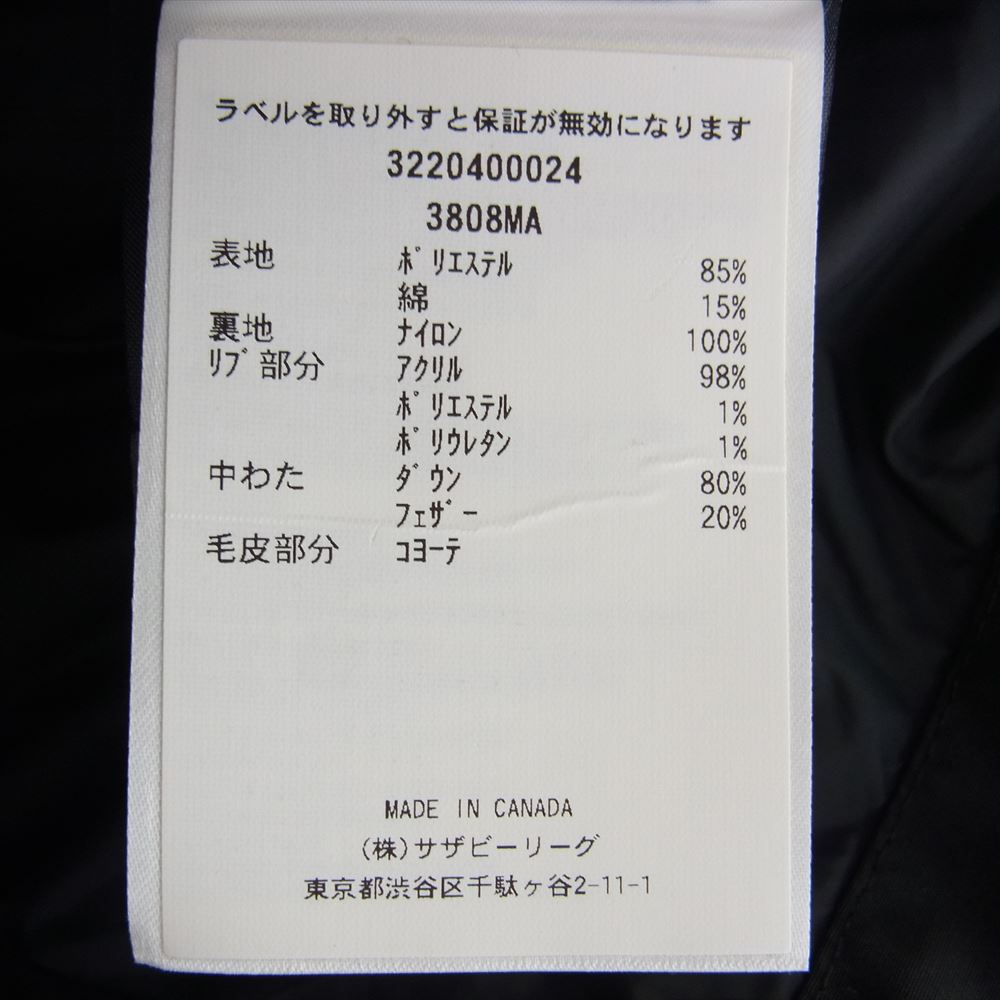 ラベルを取り外すと保証が無効になります
3220400024
3808MA
表地 ﾎﾟﾘｴｽﾃﾙ 85%
綿 15%
裏地 ﾅｲﾛﾝ 100%
ﾘﾌﾞ部分 ｱｸﾘﾙ 98%
ﾎﾟﾘｴｽﾃﾙ 1%
ﾎﾟﾘｳﾚﾀﾝ 1%
中わた ﾀﾞｳﾝ 80%
ﾌｪｻﾞｰ 20%
毛皮部分 ｺﾖｰﾃ
MADE IN CANADA
(株)サザビーリーグ
東京都渋谷区千駄ヶ谷2-11-1